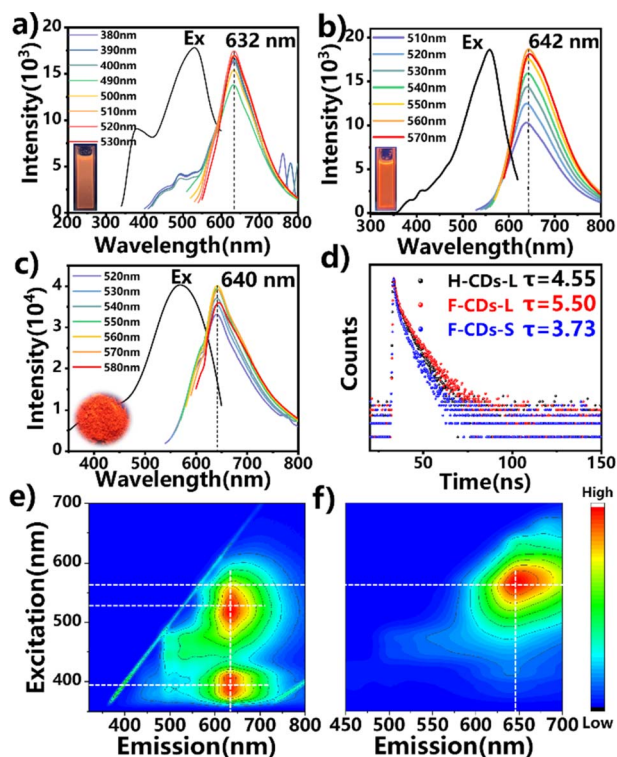 a)
Ex
632 nm
380nm
390nm
400nm
490nm
500nm
510nm
520nm
530nm
20
15
10
5
0
Intensity(10³)
200 300 400 500 600 700 800
Wavelength(nm)
b)
Ex
642 nm
510nm
520nm
530nm
540nm
550nm
560nm
570nm
20
15
10
5
0
Intensity(10³)
300 400 500 600 700 800
Wavelength(nm)
c)
Ex
640 nm
520nm
530nm
540nm
550nm
560nm
570nm
580nm
4
3
2
1
0
Intensity(10⁴)
400 500 600 700 800
Wavelength(nm)
d)
H-CDs-L τ=4.55
F-CDs-L τ=5.50
F-CDs-S τ=3.73
Counts
50 100 150
Time(ns)
e)
700
600
500
400
Excitation(nm)
400 500 600 700 800
Emission(nm)
f)
450 500 550 600 650 700
Emission(nm)
High
Low